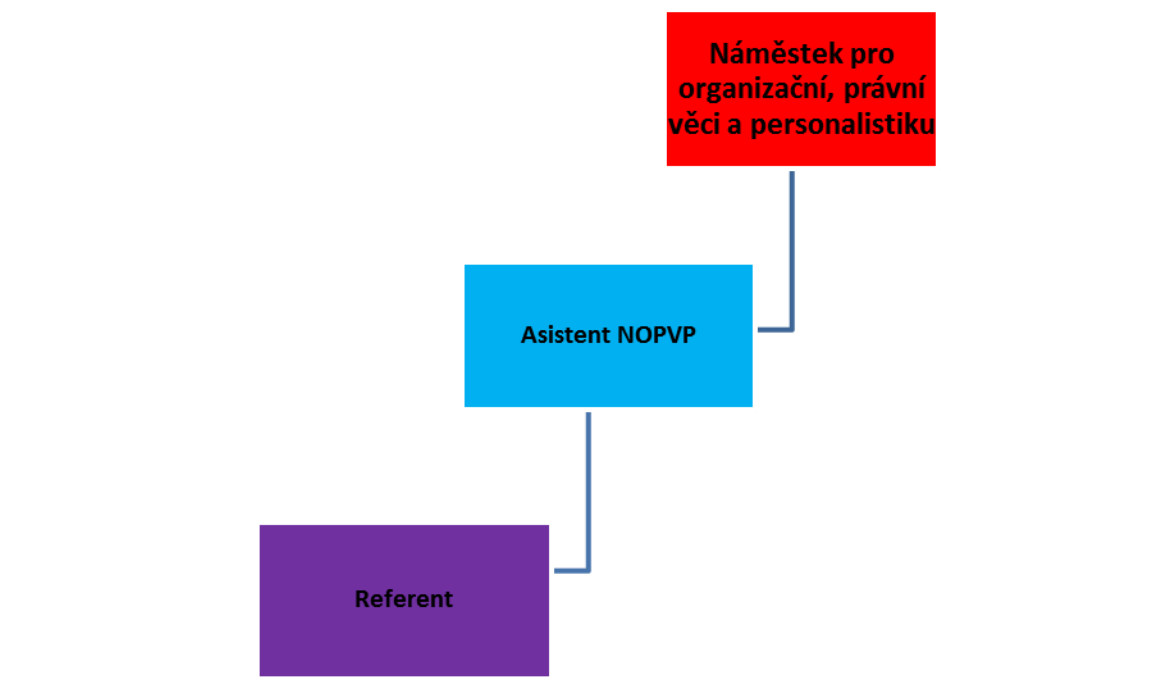 Náměstek pro
organizační, právní
věci a personalistiku
Asistent NOPVP
Referent